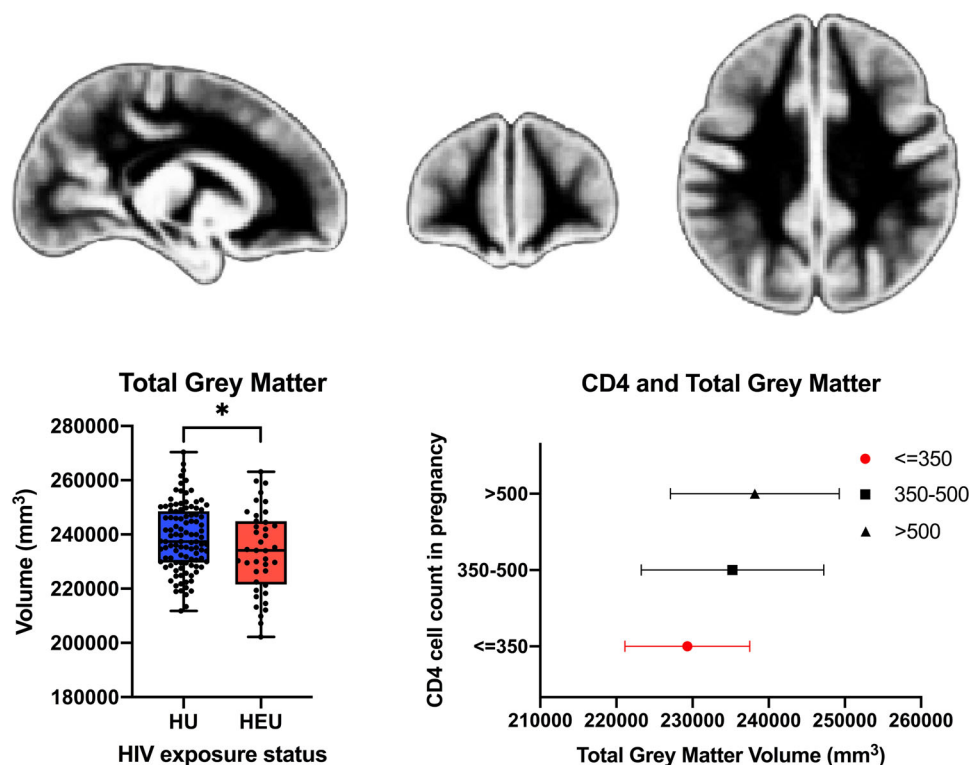 Total Grey Matter
*
280000
260000
240000
220000
200000
180000
Volume (mm³)
HU HEU
HIV exposure status
CD4 and Total Grey Matter
CD4 cell count in pregnancy
>500
350-500
<=350
<=350
350-500
>500
210000 220000 230000 240000 250000 260000
Total Grey Matter Volume (mm³)